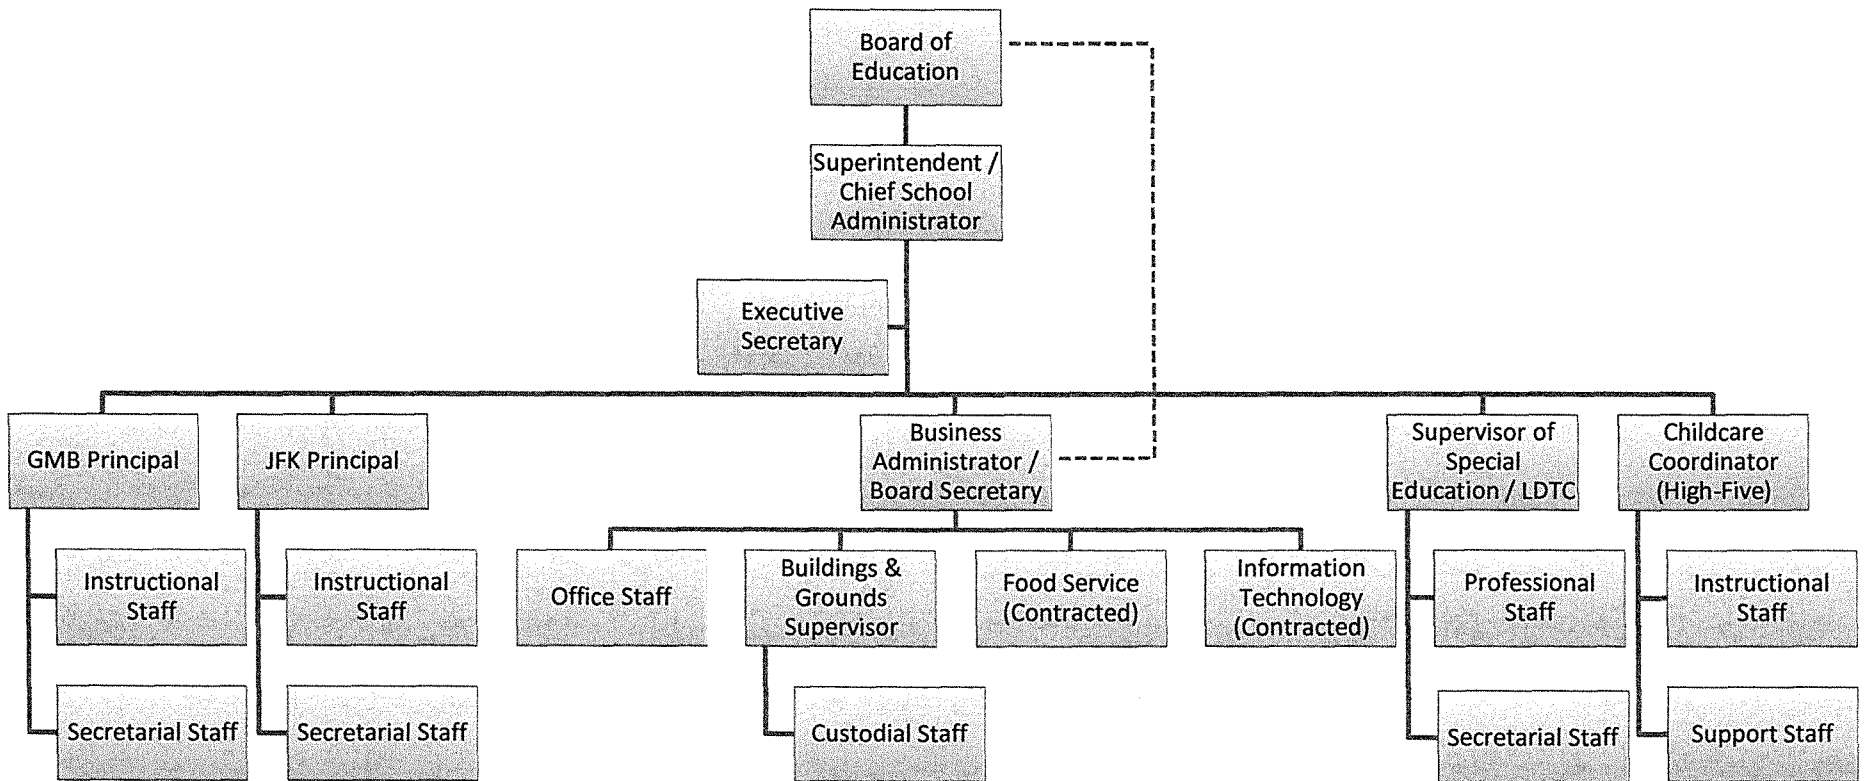 Board of
Education
Superintendent /
Chief School
Administrator
Executive
Secretary
GMB Principal
JFK Principal
Business
Administrator /
Board Secretary
Supervisor of
Special
Education / LDTC
Childcare
Coordinator
(High-Five)
Instructional
Staff
Instructional
Staff
Office Staff
Buildings &
Grounds
Supervisor
Food Service
(Contracted)
Information
Technology
(Contracted)
Professional
Staff
Instructional
Staff
Secretarial Staff
Secretarial Staff
Custodial Staff
Secretarial Staff
Support Staff